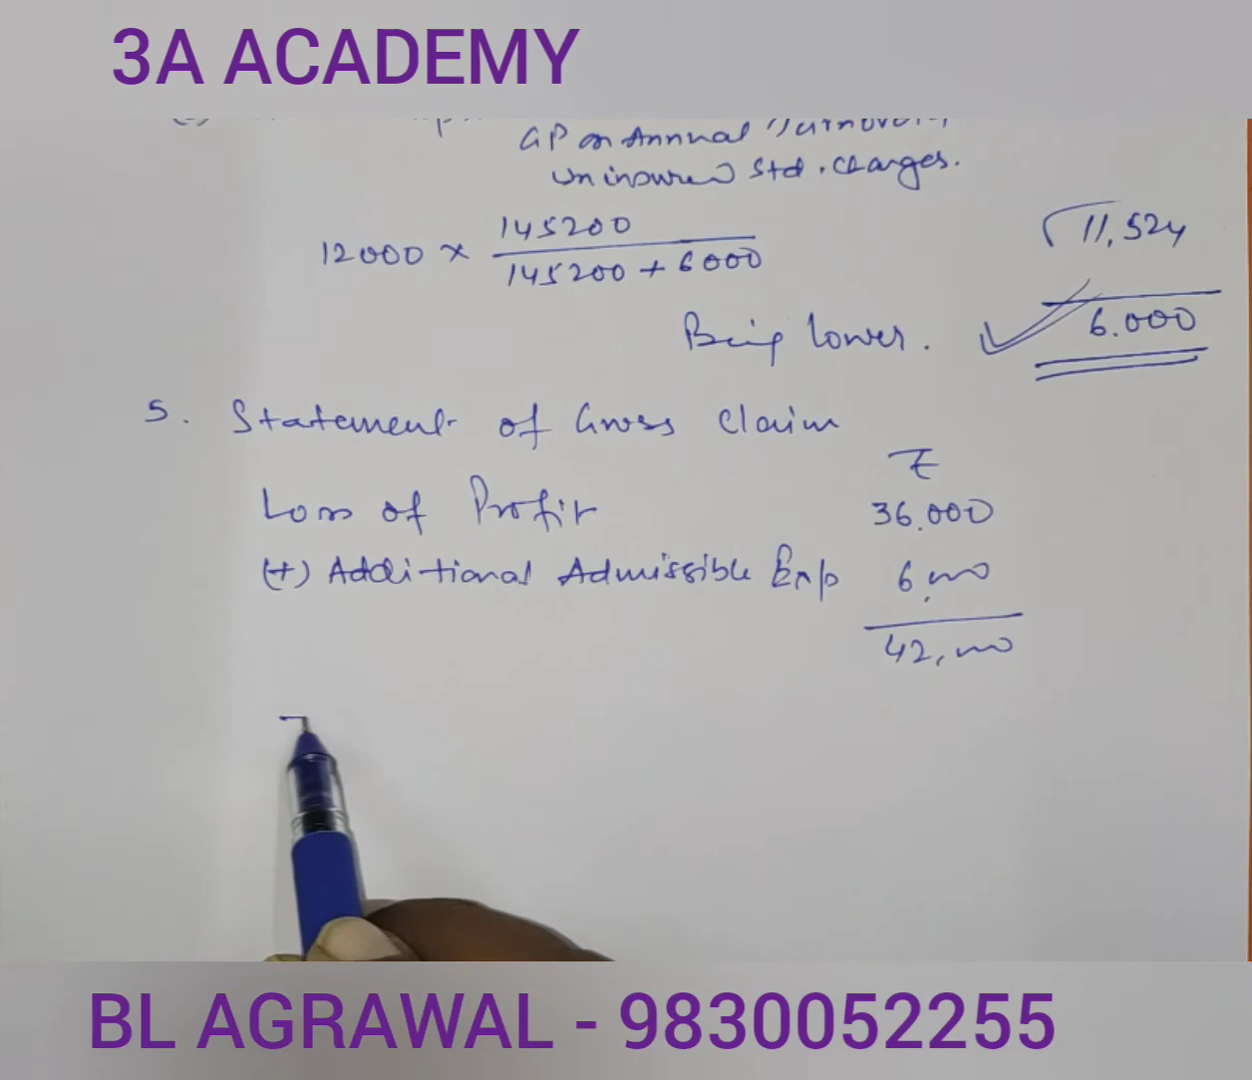 3A ACADEMY
GP on Annual Turnover +
Uninsured Std. Charges.
12000 × 145200
145200 + 6000
11,524
Being lower. 6.000
5. Statement of Gross Claim
₹
Loss of Profit 36.000
(+) Additional Admissible Exp 6,000
42,000
BL AGRAWAL - 9830052255